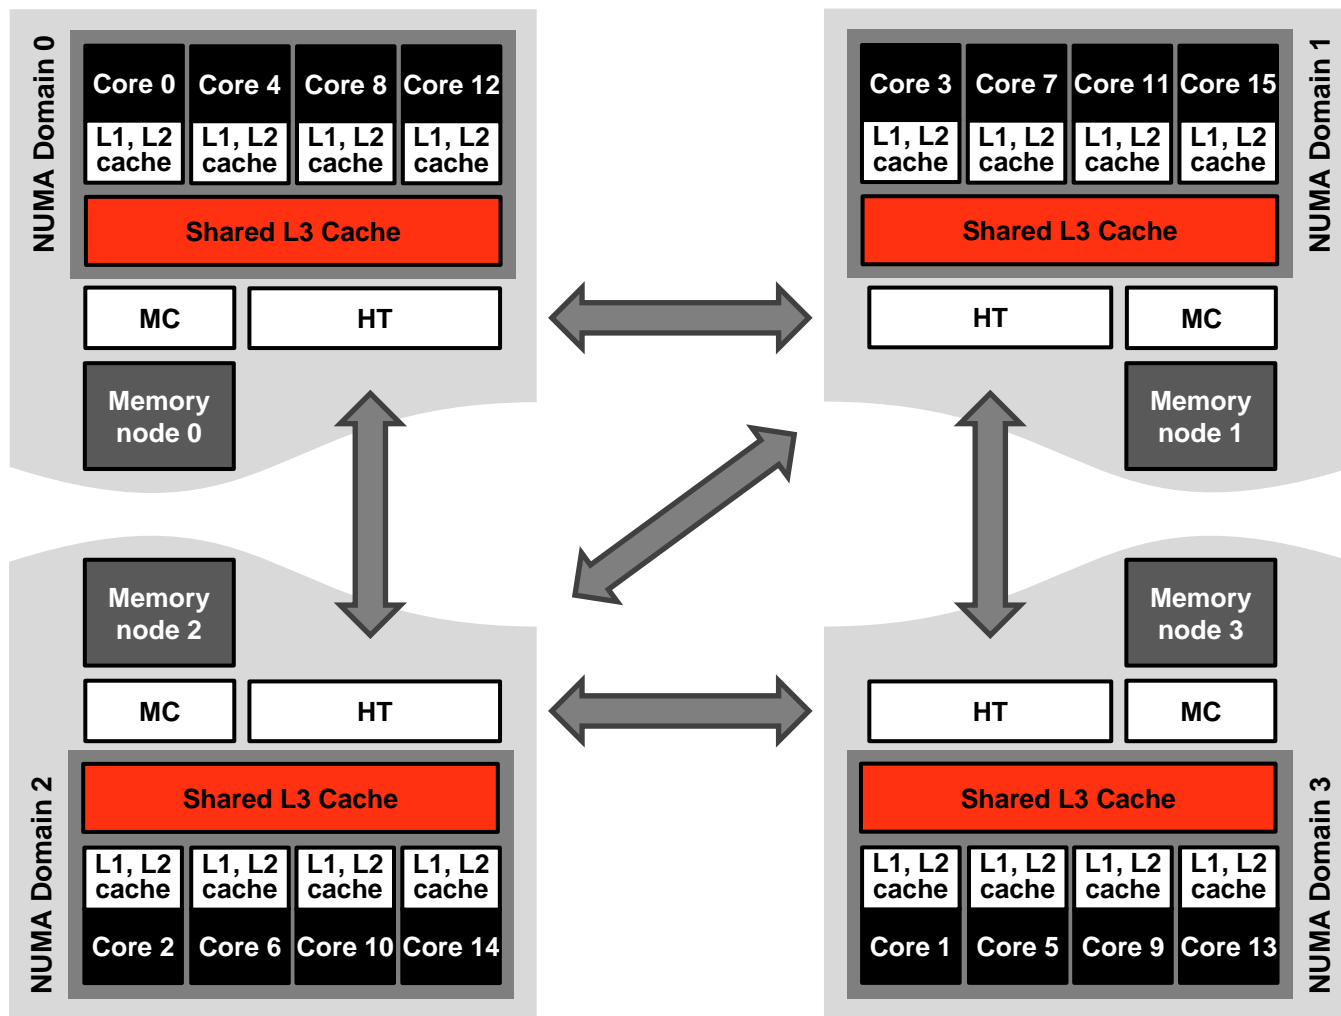 NUMA Domain 0
Core 0 Core 4 Core 8 Core 12
L1, L2 L1, L2 L1, L2 L1, L2
cache cache cache cache
Shared L3 Cache
MC HT
Memory
node 0
NUMA Domain 1
Core 3 Core 7 Core 11 Core 15
L1, L2 L1, L2 L1, L2 L1, L2
cache cache cache cache
Shared L3 Cache
HT MC
Memory
node 1
NUMA Domain 2
Memory
node 2
MC HT
Shared L3 Cache
L1, L2 L1, L2 L1, L2 L1, L2
cache cache cache cache
Core 2 Core 6 Core 10 Core 14
NUMA Domain 3
Memory
node 3
HT MC
Shared L3 Cache
L1, L2 L1, L2 L1, L2 L1, L2
cache cache cache cache
Core 1 Core 5 Core 9 Core 13